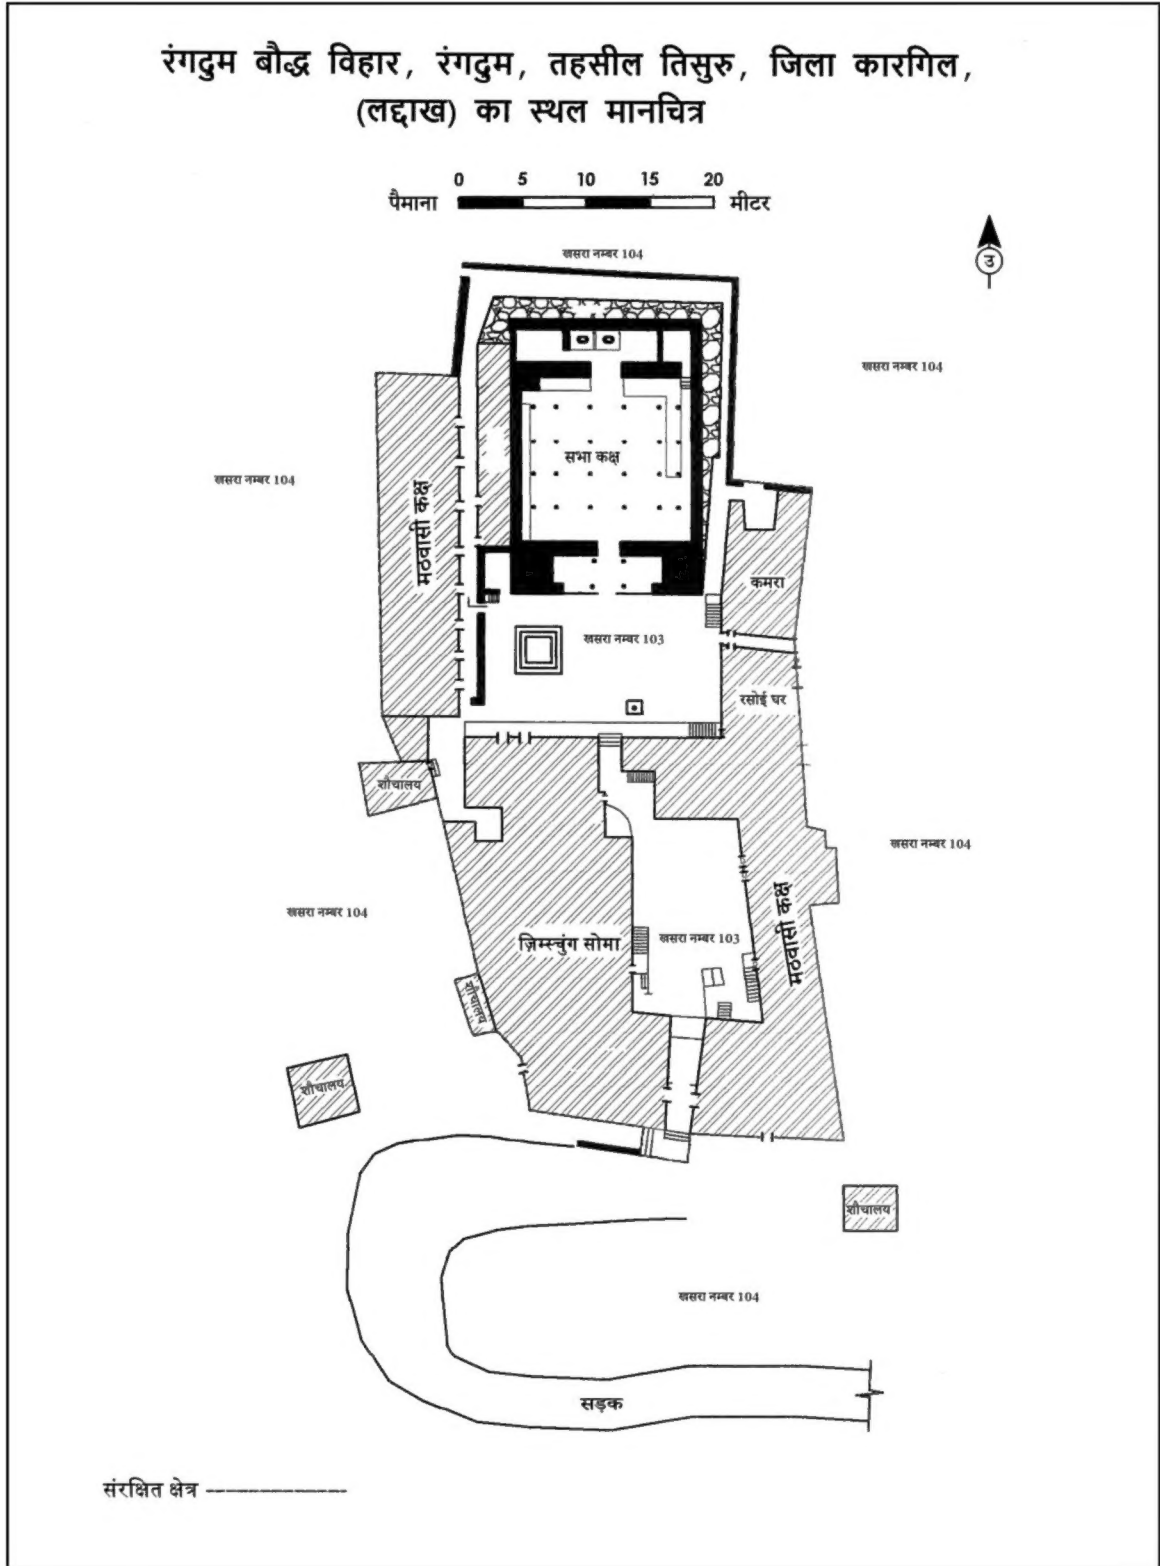 रंगदुम बौद्ध विहार, रंगदुम, तहसील तिसुरु, जिला कारगिल,
(लद्दाख) का स्थल मानचित्र
0 5 10 15 20
पैमाना मीटर
खसरा नम्बर 104
उ
खसरा नम्बर 104
सभा कक्ष
खसरा नम्बर 104
मठवासी कक्ष
कमरा
खसरा नम्बर 103
रसोई घर
शौचालय
खसरा नम्बर 104
खसरा नम्बर 104
मठवासी कक्ष
ज़िम्स्चुंग सोमा
खसरा नम्बर 103
शौचालय
शौचालय
शौचालय
खसरा नम्बर 104
सड़क
संरक्षित क्षेत्र